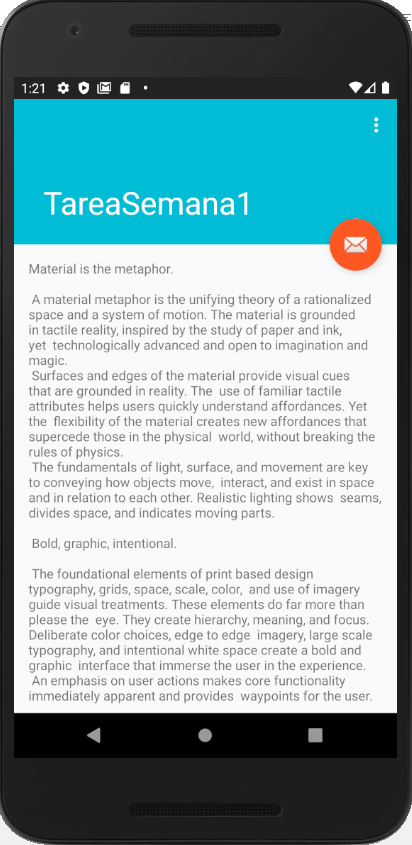 1:21
TareaSemana1
Material is the metaphor.
A material metaphor is the unifying theory of a rationalized
space and a system of motion. The material is grounded
in tactile reality, inspired by the study of paper and ink,
yet  technologically advanced and open to imagination and
magic.
Surfaces and edges of the material provide visual cues
that are grounded in reality. The  use of familiar tactile
attributes helps users quickly understand affordances. Yet
the  flexibility of the material creates new affordances that
supercede those in the physical  world, without breaking the
rules of physics.
The fundamentals of light, surface, and movement are key
to conveying how objects move,  interact, and exist in space
and in relation to each other. Realistic lighting shows  seams,
divides space, and indicates moving parts.
Bold, graphic, intentional.
The foundational elements of print based design
typography, grids, space, scale, color,  and use of imagery
guide visual treatments. These elements do far more than
please the  eye. They create hierarchy, meaning, and focus.
Deliberate color choices, edge to edge  imagery, large scale
typography, and intentional white space create a bold and
graphic  interface that immerse the user in the experience.
An emphasis on user actions makes core functionality
immediately apparent and provides  waypoints for the user.